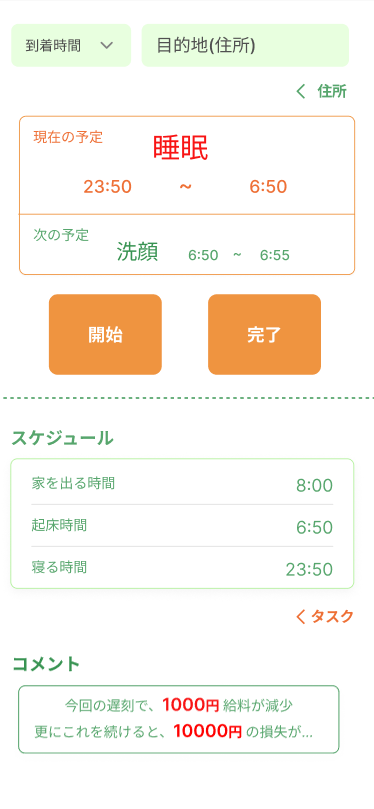 到着時間
目的地(住所)
住所
現在の予定
睡眠
23:50 ~ 6:50
次の予定
洗顔 6:50 ~ 6:55
開始 完了
スケジュール
家を出る時間 8:00
起床時間 6:50
寝る時間 23:50
タスク
コメント
今回の遅刻で、1000円 給料が減少
更にこれを続けると、10000円 の損失が...